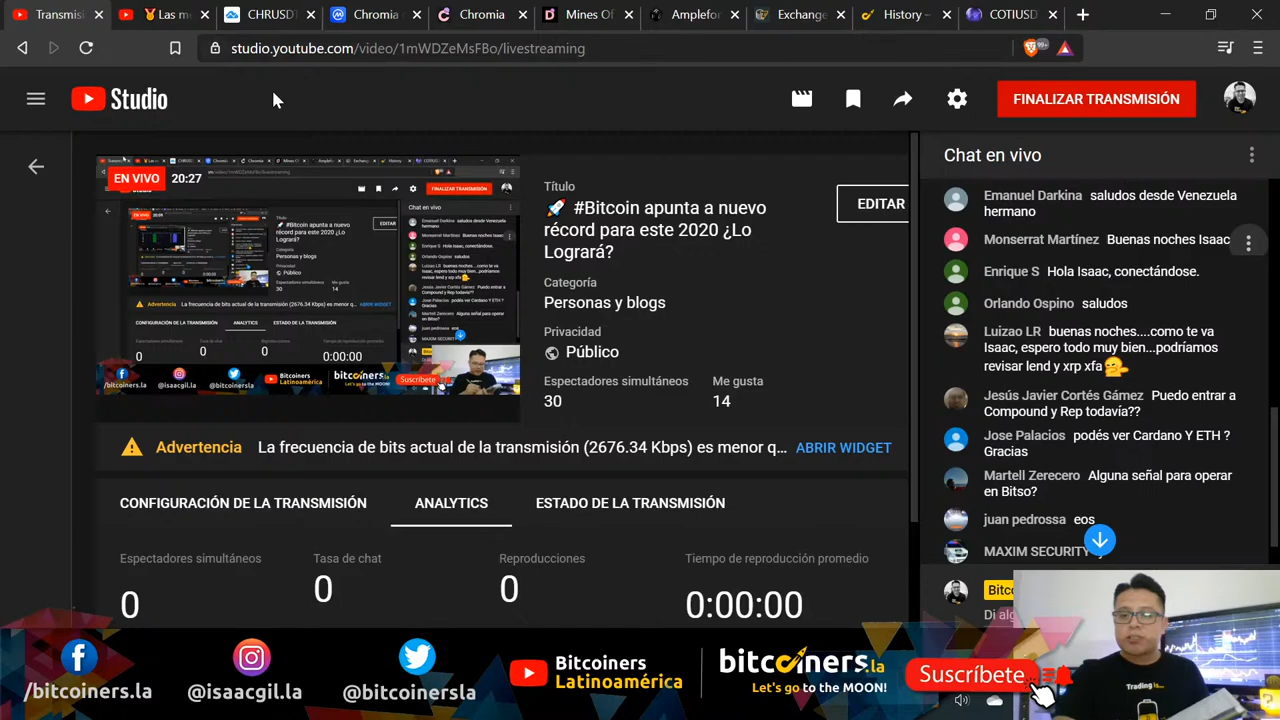 Transmisi
Las m
CHRUSDT
Chromia
Chromia
Mines Of
Amplefor
Exchange
History –
COTIUSD
studio.youtube.com/video/1mWDZeMsFBo/livestreaming
99+
Studio
FINALIZAR TRANSMISIÓN
EN VIVO 20:27
Título
🚀 #Bitcoin apunta a nuevo
récord para este 2020 ¿Lo
Logrará?
EDITAR
Categoría
Personas y blogs
Privacidad
Público
Espectadores simultáneos
30
Me gusta
14
Advertencia La frecuencia de bits actual de la transmisión (2676.34 Kbps) es menor q...
ABRIR WIDGET
CONFIGURACIÓN DE LA TRANSMISIÓN
ANALYTICS
ESTADO DE LA TRANSMISIÓN
Espectadores simultáneos
0
Tasa de chat
0
Reproducciones
0
Tiempo de reproducción promedio
0:00:00
Chat en vivo
Emanuel Darkina saludos desde Venezuela
hermano
Monserrat Martínez Buenas noches Isaac
Enrique S Hola Isaac, conectándose.
Orlando Ospino saludos
Luizao LR buenas noches....como te va
Isaac, espero todo muy bien...podríamos
revisar lend y xrp xfa
Jesús Javier Cortés Gámez Puedo entrar a
Compound y Rep todavía??
Jose Palacios podés ver Cardano Y ETH ?
Gracias
Martell Zerecero Alguna señal para operar
en Bitso?
juan pedrossa eos
MAXIM SECURITY
Bitco
Di alg
Trading is...
/bitcoiners.la
@isaacgil.la
@bitcoinersla
Bitcoiners
Latinoamérica
bitcoiners.la
Let's go to the MOON!
Suscríbete